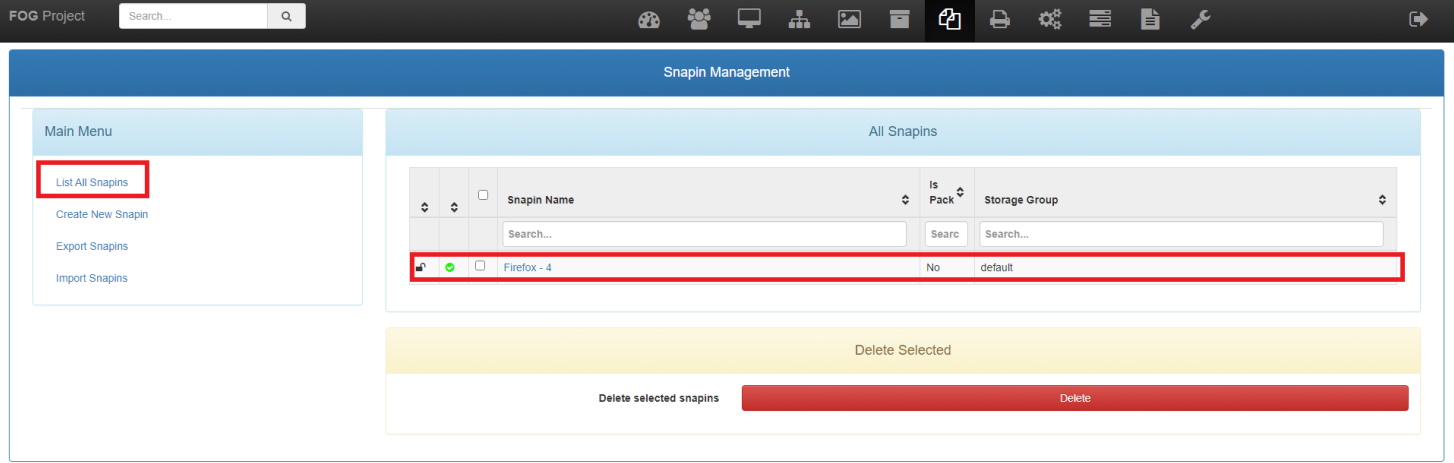 FOG Project
Search...
Snapin Management
Main Menu
List All Snapins
Create New Snapin
Export Snapins
Import Snapins
All Snapins
Snapin Name
Is Pack
Storage Group
Search...
Searc
Search...
Firefox - 4
No
default
Delete Selected
Delete selected snapins
Delete